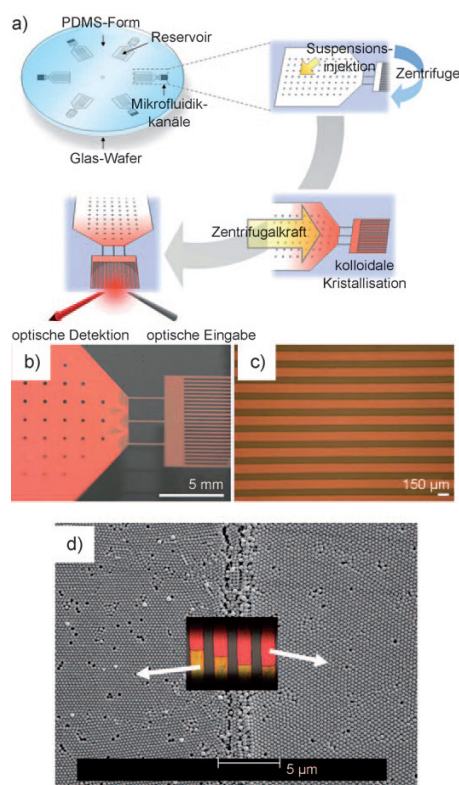 a)
PDMS-Form
Reservoir
Mikrofluidik-
kanäle
Glas-Wafer
Suspensions-
injektion
Zentrifuge
Zentrifugalkraft
kolloidale
Kristallisation
optische Detektion
optische Eingabe
b)
5 mm
c)
150 µm
d)
5 µm